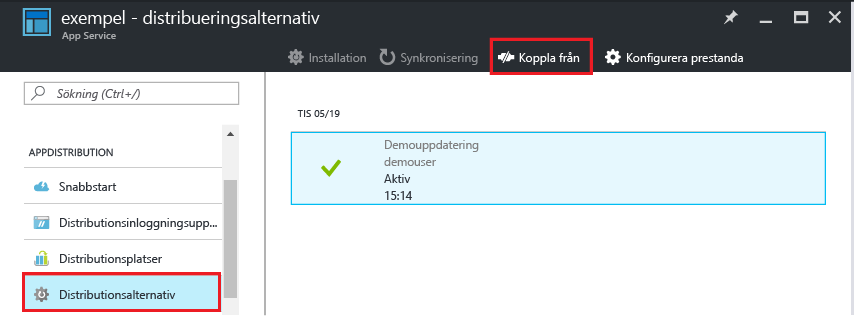 exempel - distribueringsalternativ
App Service
Installation
Synkronisering
Koppla från
Konfigurera prestanda
Sökning (Ctrl+/)
APPDISTRIBUTION
Snabbstart
Distributionsinloggningsupp...
Distributionsplatser
Distributionsalternativ
TIS 05/19
Demouppdatering
demouser
Aktiv
15:14